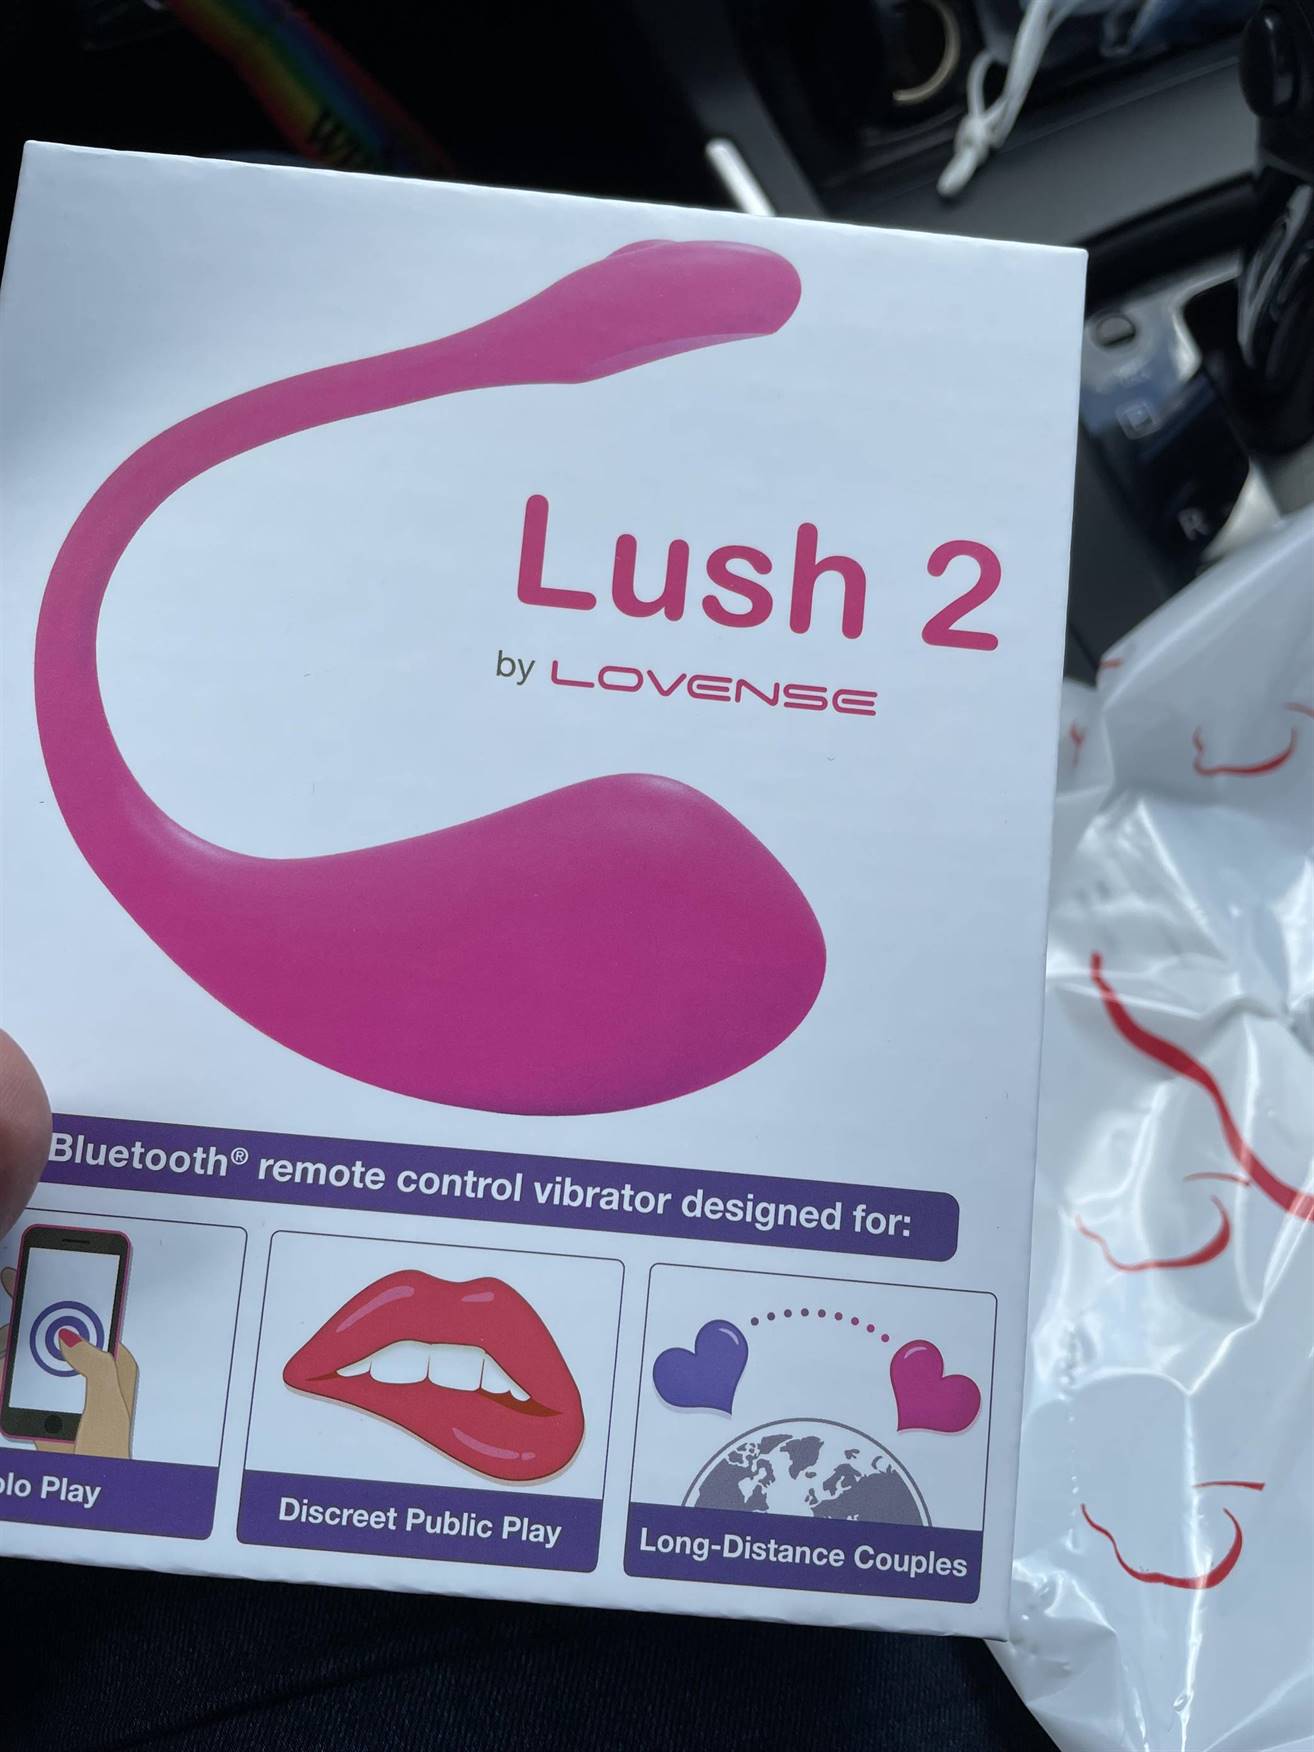 Lush 2
by LOVENSE
Bluetooth® remote control vibrator designed for:
olo Play
Discreet Public Play
Long-Distance Couples
R